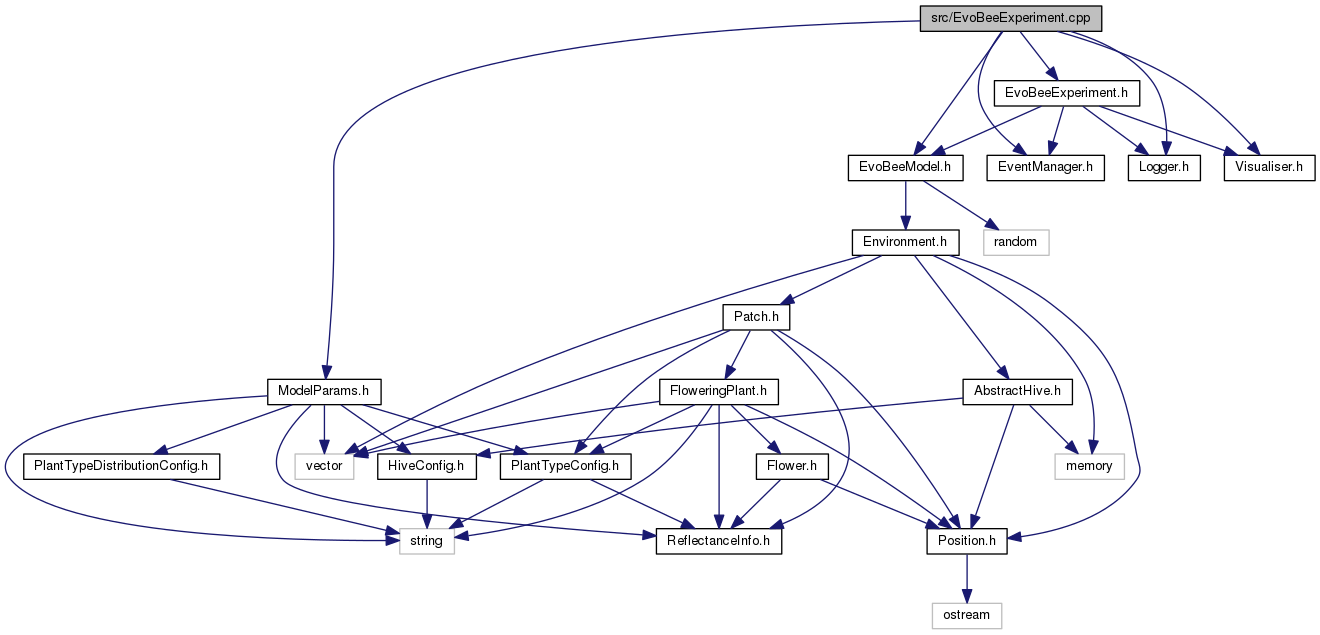 src/EvoBeeExperiment.cpp
EvoBeeExperiment.h
EvoBeeModel.h
EventManager.h
Logger.h
Visualiser.h
Environment.h
random
Patch.h
ModelParams.h
FloweringPlant.h
AbstractHive.h
PlantTypeDistributionConfig.h
vector
HiveConfig.h
PlantTypeConfig.h
Flower.h
memory
string
ReflectanceInfo.h
Position.h
ostream